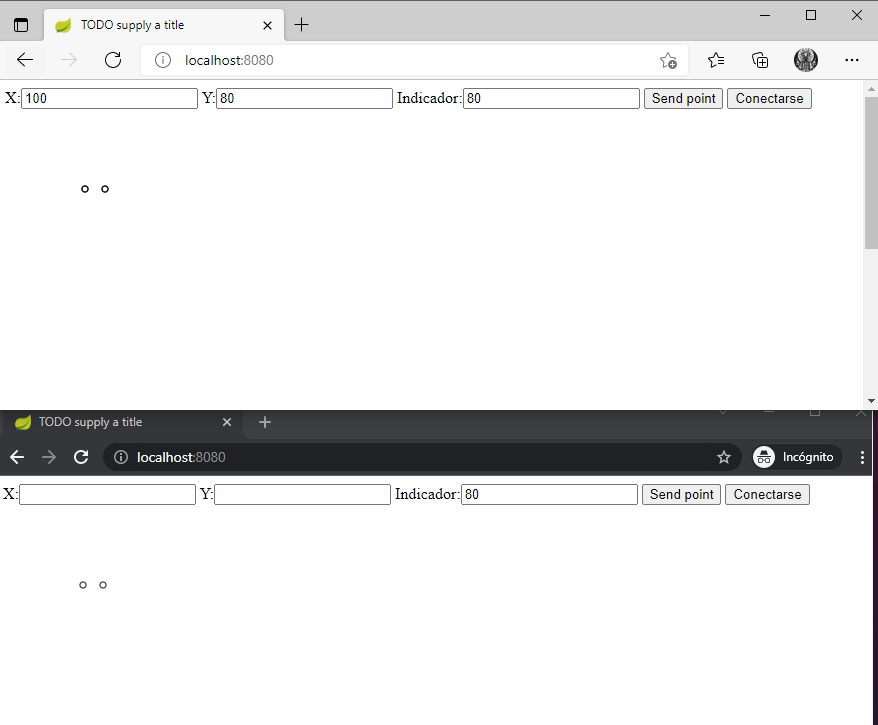 TODO supply a title
localhost:8080
X: 100 Y: 80 Indicador: 80 Send point Conectarse
TODO supply a title
localhost:8080 Incógnito
X: Y: Indicador: 80 Send point Conectarse